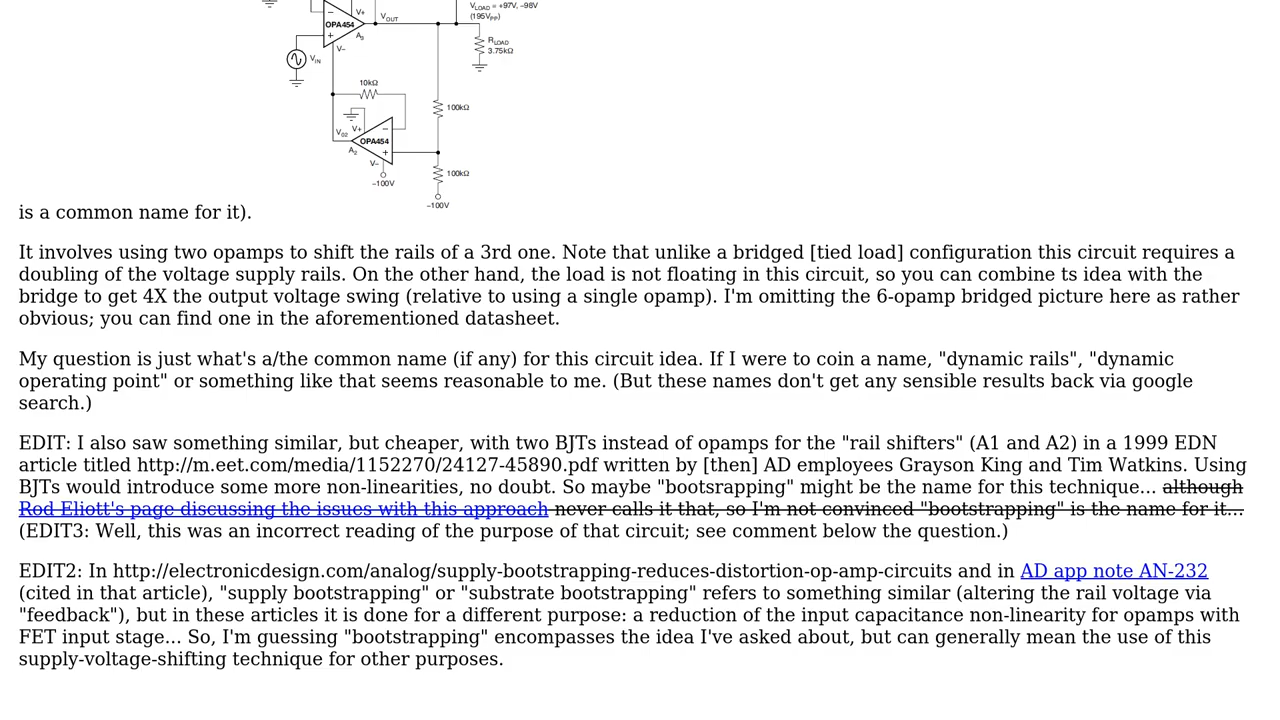 V+
VLOAD = +97V, −98V
(195VPP)
−
OPA454
VOUT
+
A3
RLOAD
3.75kΩ
V−
VIN
10kΩ
100kΩ
V02
V+
−
OPA454
A2
+
V−
100kΩ
−100V
−100V
is a common name for it).
It involves using two opamps to shift the rails of a 3rd one. Note that unlike a bridged [tied load] configuration this circuit requires a
doubling of the voltage supply rails. On the other hand, the load is not floating in this circuit, so you can combine ts idea with the
bridge to get 4X the output voltage swing (relative to using a single opamp). I'm omitting the 6-opamp bridged picture here as rather
obvious; you can find one in the aforementioned datasheet.
My question is just what's a/the common name (if any) for this circuit idea. If I were to coin a name, "dynamic rails", "dynamic
operating point" or something like that seems reasonable to me. (But these names don't get any sensible results back via google
search.)
EDIT: I also saw something similar, but cheaper, with two BJTs instead of opamps for the "rail shifters" (A1 and A2) in a 1999 EDN
article titled http://m.eet.com/media/1152270/24127-45890.pdf written by [then] AD employees Grayson King and Tim Watkins. Using
BJTs would introduce some more non-linearities, no doubt. So maybe "bootsrapping" might be the name for this technique... although
Rod Eliott's page discussing the issues with this approach never calls it that, so I'm not convinced "bootstrapping" is the name for it...
(EDIT3: Well, this was an incorrect reading of the purpose of that circuit; see comment below the question.)
EDIT2: In http://electronicdesign.com/analog/supply-bootstrapping-reduces-distortion-op-amp-circuits and in AD app note AN-232
(cited in that article), "supply bootstrapping" or "substrate bootstrapping" refers to something similar (altering the rail voltage via
"feedback"), but in these articles it is done for a different purpose: a reduction of the input capacitance non-linearity for opamps with
FET input stage... So, I'm guessing "bootstrapping" encompasses the idea I've asked about, but can generally mean the use of this
supply-voltage-shifting technique for other purposes.